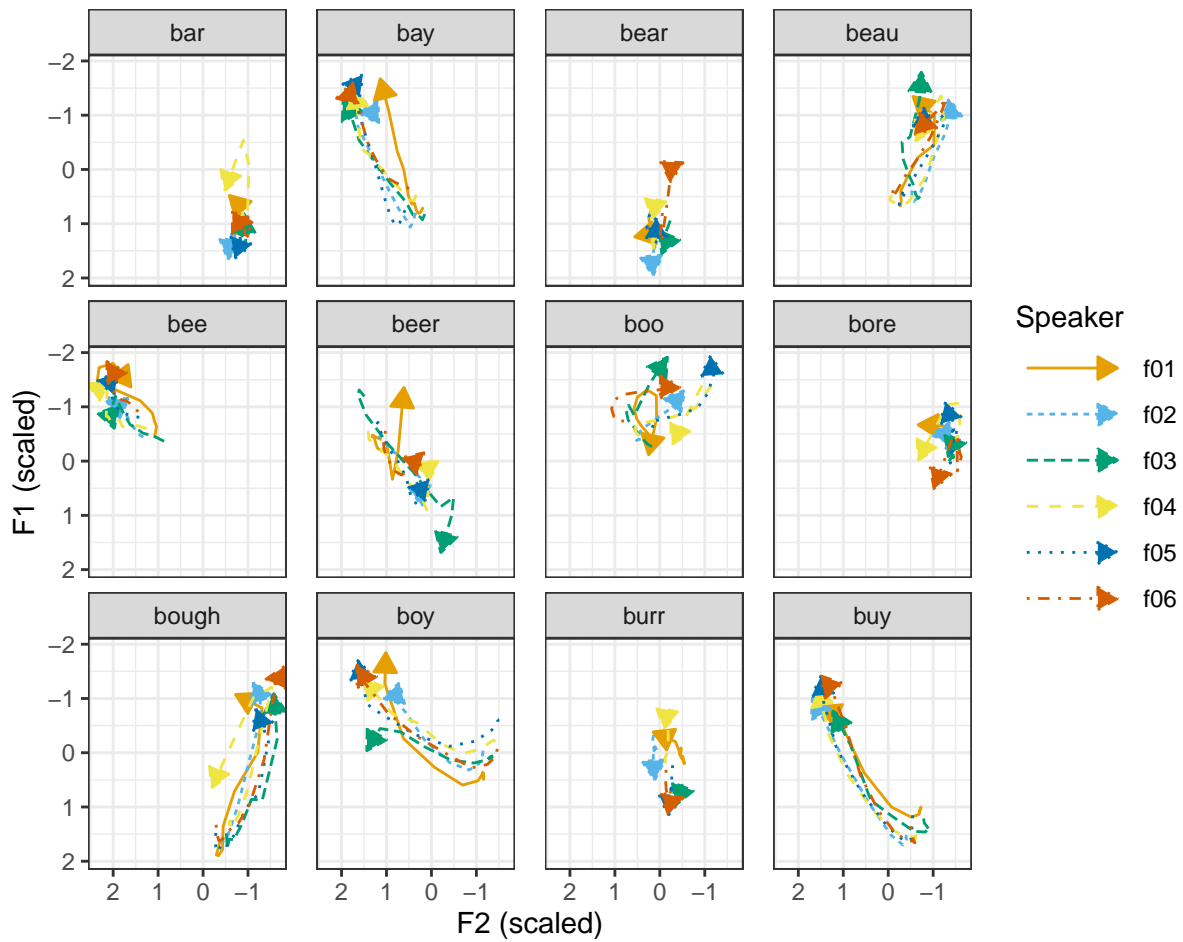 bar bay bear beau
−2
−1
0
1
2
bee beer boo bore
−2
−1
0
1
2
bough boy burr buy
−2
−1
0
1
2
2 1 0 −1 2 1 0 −1 2 1 0 −1 2 1 0 −1
F2 (scaled)
F1 (scaled)
Speaker
f01
f02
f03
f04
f05
f06